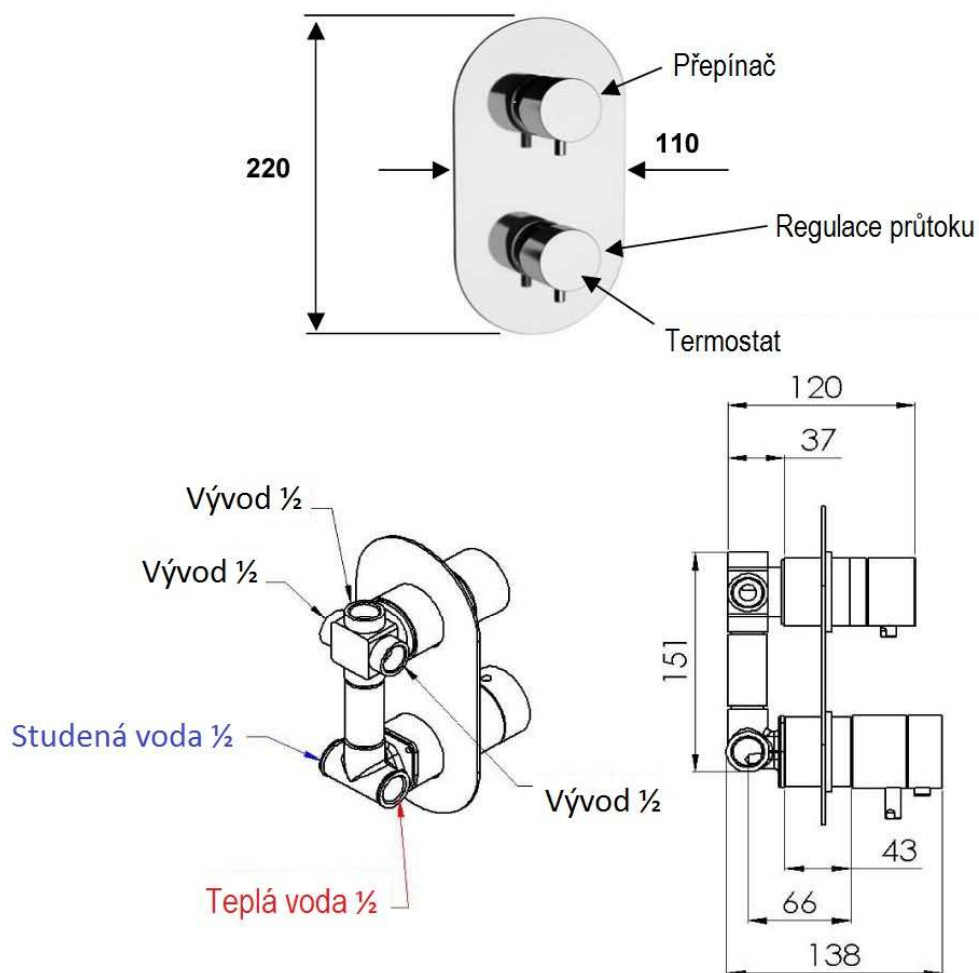 Přepínač
220
110
Regulace průtoku
Termostat
120
37
Vývod ½
Vývod ½
151
Studená voda ½
Vývod ½
43
Teplá voda ½
66
138